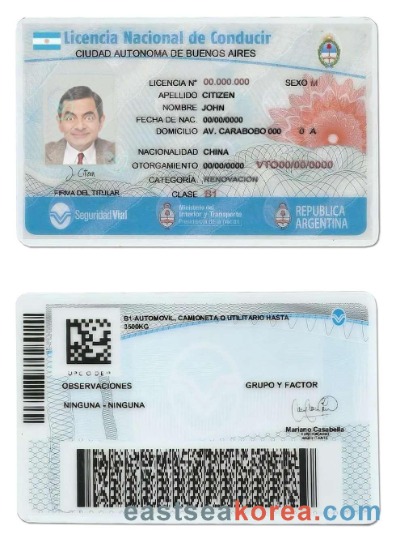 Licencia Nacional de Conducir
CIUDAD AUTONOMA DE BUENOS AIRES
LICENCIA Nº 00.000.000 SEXO M
APELLIDO CITIZEN
NOMBRE JOHN
FECHA DE NAC. 00/00/0000
DOMICILIO AV. CARABOBO 000 0 A
NACIONALIDAD CHINA
OTORGAMIENTO 00/00/0000 VTO00/00/0000
CATEGORÍA RENOVACION
FIRMA DEL TITULAR
CLASE B1
Seguridad Vial
Ministerio del
Interior y Transporte
REPUBLICA
ARGENTINA
B1-AUTOMOVIL, CAMIONETA O UTILITARIO HASTA
3500KG
OBSERVACIONES GRUPO Y FACTOR
NINGUNA - NINGUNA
Mariano Casabella
eastseakorea.com